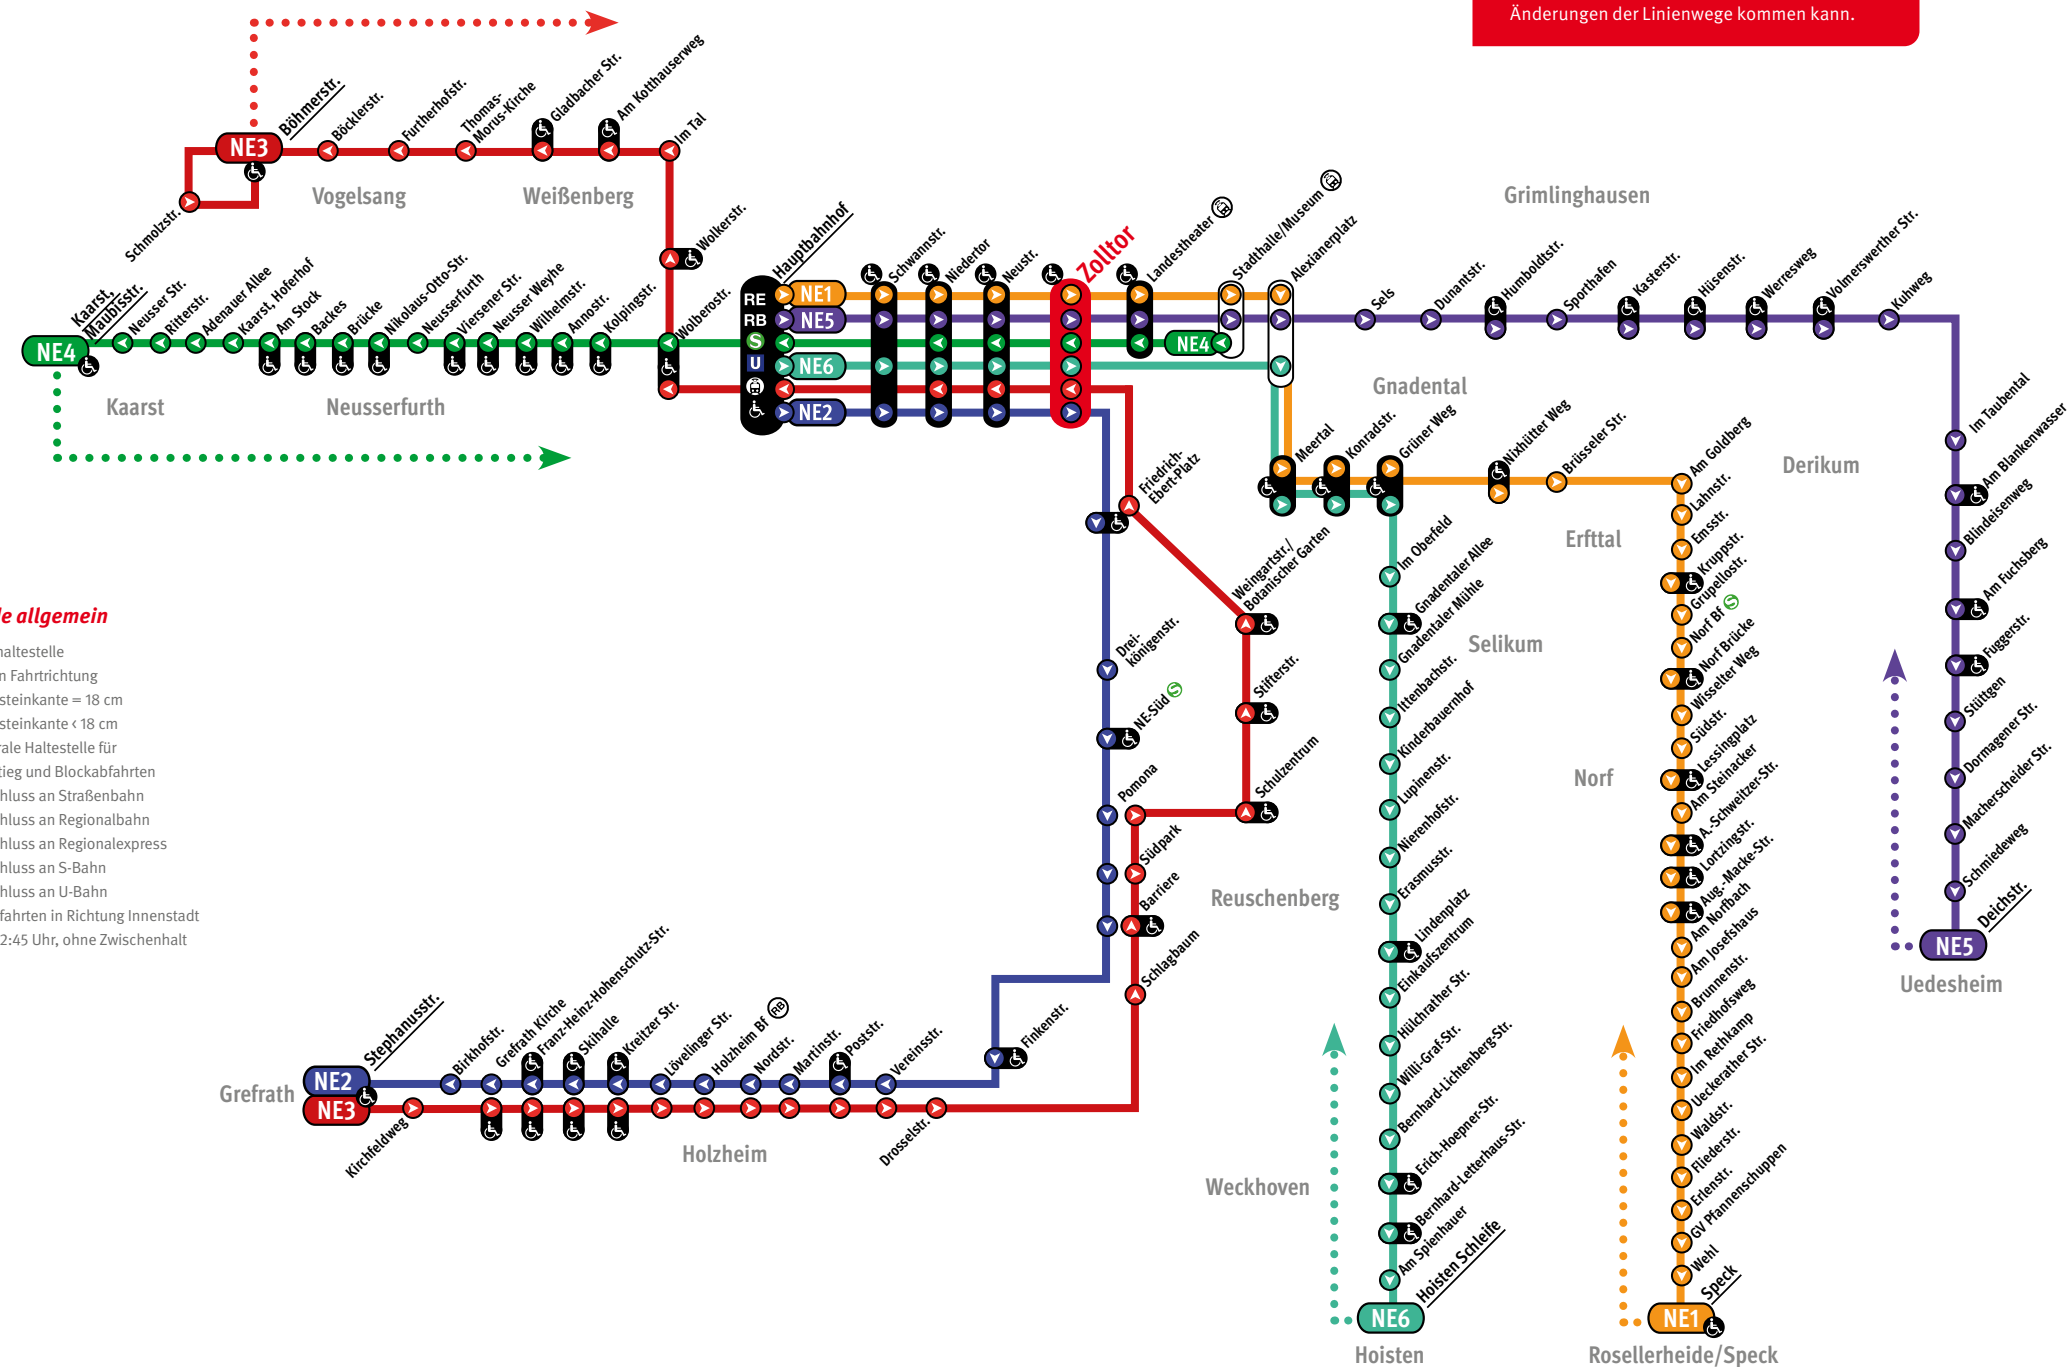 Änderungen der Linienwege kommen kann.
NE3
Böhmerstr.
Böcklerstr.
Furtherhofstr.
Thomas-
Morus-Kirche
Gladbacher Str.
Am Kotthauserweg
Im Tal
Schmolzstr.
Vogelsang
Weißenberg
Wolkerstr.
Grimlinghausen
NE4
Kaarst,
Maubisstr.
Neusser Str.
Ritterstr.
Adenauer Allee
Kaarst, Hoferhof
Am Stock
Backes
Brücke
Nikolaus-Otto-Str.
Neusserfurth
Viersener Str.
Neusser Weyhe
Wilhelmstr.
Annostr.
Kolpingstr.
Wolberostr.
Kaarst
Neusserfurth
Hauptbahnhof
RE
RB
S
U
NE1
NE5
NE6
NE2
Schwannstr.
Niedertor
Neustr.
Zolltor
Landestheater
Stadthalle/Museum
Alexianerplatz
NE4
Sels
Dunantstr.
Humboldtstr.
Sporthafen
Kasterstr.
Hüsenstr.
Werresweg
Volmerswerther Str.
Kuhweg
Gnadental
Meertal
Konradstr.
Grüner Weg
Nixhütter Weg
Brüsseler Str.
Am Goldberg
Lahnstr.
Emsstr.
Kruppstr.
Grupellostr.
Norf Bf
S
Norf Brücke
Wisselter Weg
Südstr.
Lessingplatz
Am Steinacker
A.-Schweitzer-Str.
Lortzingstr.
Aug.-Macke-Str.
Am Norfbach
Am Josefshaus
Brunnenstr.
Friedhofsweg
Im Rethkamp
Ueckerather Str.
Waldstr.
Fliederstr.
Erlenstr.
GV Pfannenschuppen
Wehl
Speck
NE1
Rosellerheide/Speck
Erfttal
Norf
Derikum
Im Taubental
Am Blankenwasser
Blindeisenweg
Am Fuchsberg
Fuggerstr.
Stüttgen
Dormagener Str.
Macherscheider Str.
Schmiedeweg
Deichstr.
NE5
Uedesheim
Im Oberfeld
Gnadentaler Allee
Gnadentaler Mühle
Ittenbachstr.
Kinderbauernhof
Lupinenstr.
Nierenhofstr.
Erasmusstr.
Lindenplatz
Einkaufszentrum
Hülchrather Str.
Willi-Graf-Str.
Bernhard-Lichtenberg-Str.
Erich-Hoepner-Str.
Bernhard-Letterhaus-Str.
Am Spienhauer
Hoisten Schleife
NE6
Hoisten
Selikum
Weckhoven
Reuschenberg
Friedrich-
Ebert-Platz
Weingartstr./
Botanischer Garten
Stifterstr.
Schulzentrum
Drei-
königenstr.
NE-Süd
S
Pomona
Südpark
Barriere
Schlagbaum
Finkenstr.
le allgemein
haltestelle
n Fahrtrichtung
steinkante = 18 cm
steinkante < 18 cm
rale Haltestelle für
tieg und Blockabfahrten
hluss an Straßenbahn
hluss an Regionalbahn
hluss an Regionalexpress
hluss an S-Bahn
hluss an U-Bahn
fahrten in Richtung Innenstadt
2:45 Uhr, ohne Zwischenhalt
Grefrath
NE2
NE3
Stephanusstr.
Birkhofstr.
Grefrath Kirche
Franz-Heinz-Hohenschutz-Str.
Skihalle
Kreitzer Str.
Lövelinger Str.
Holzheim Bf
RB
Nordstr.
Martinstr.
Poststr.
Vereinsstr.
Kirchfeldweg
Drosselstr.
Holzheim